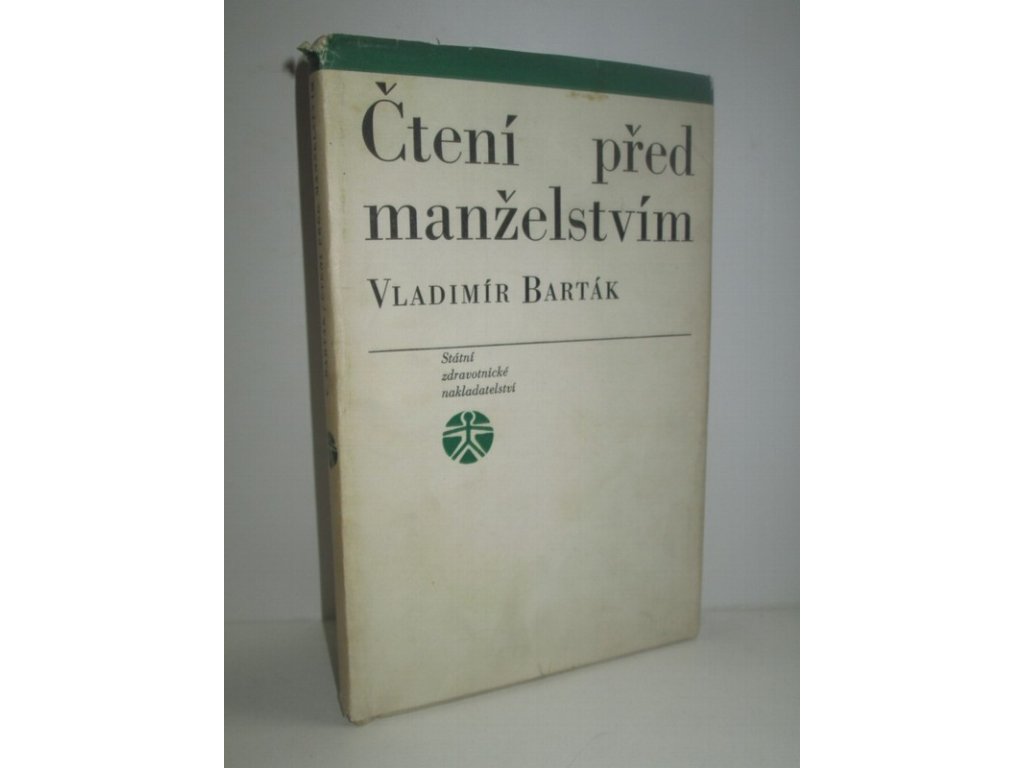 Čtení před
manželstvím
VLADIMÍR BARTÁK
Státní
zdravotnické
nakladatelství